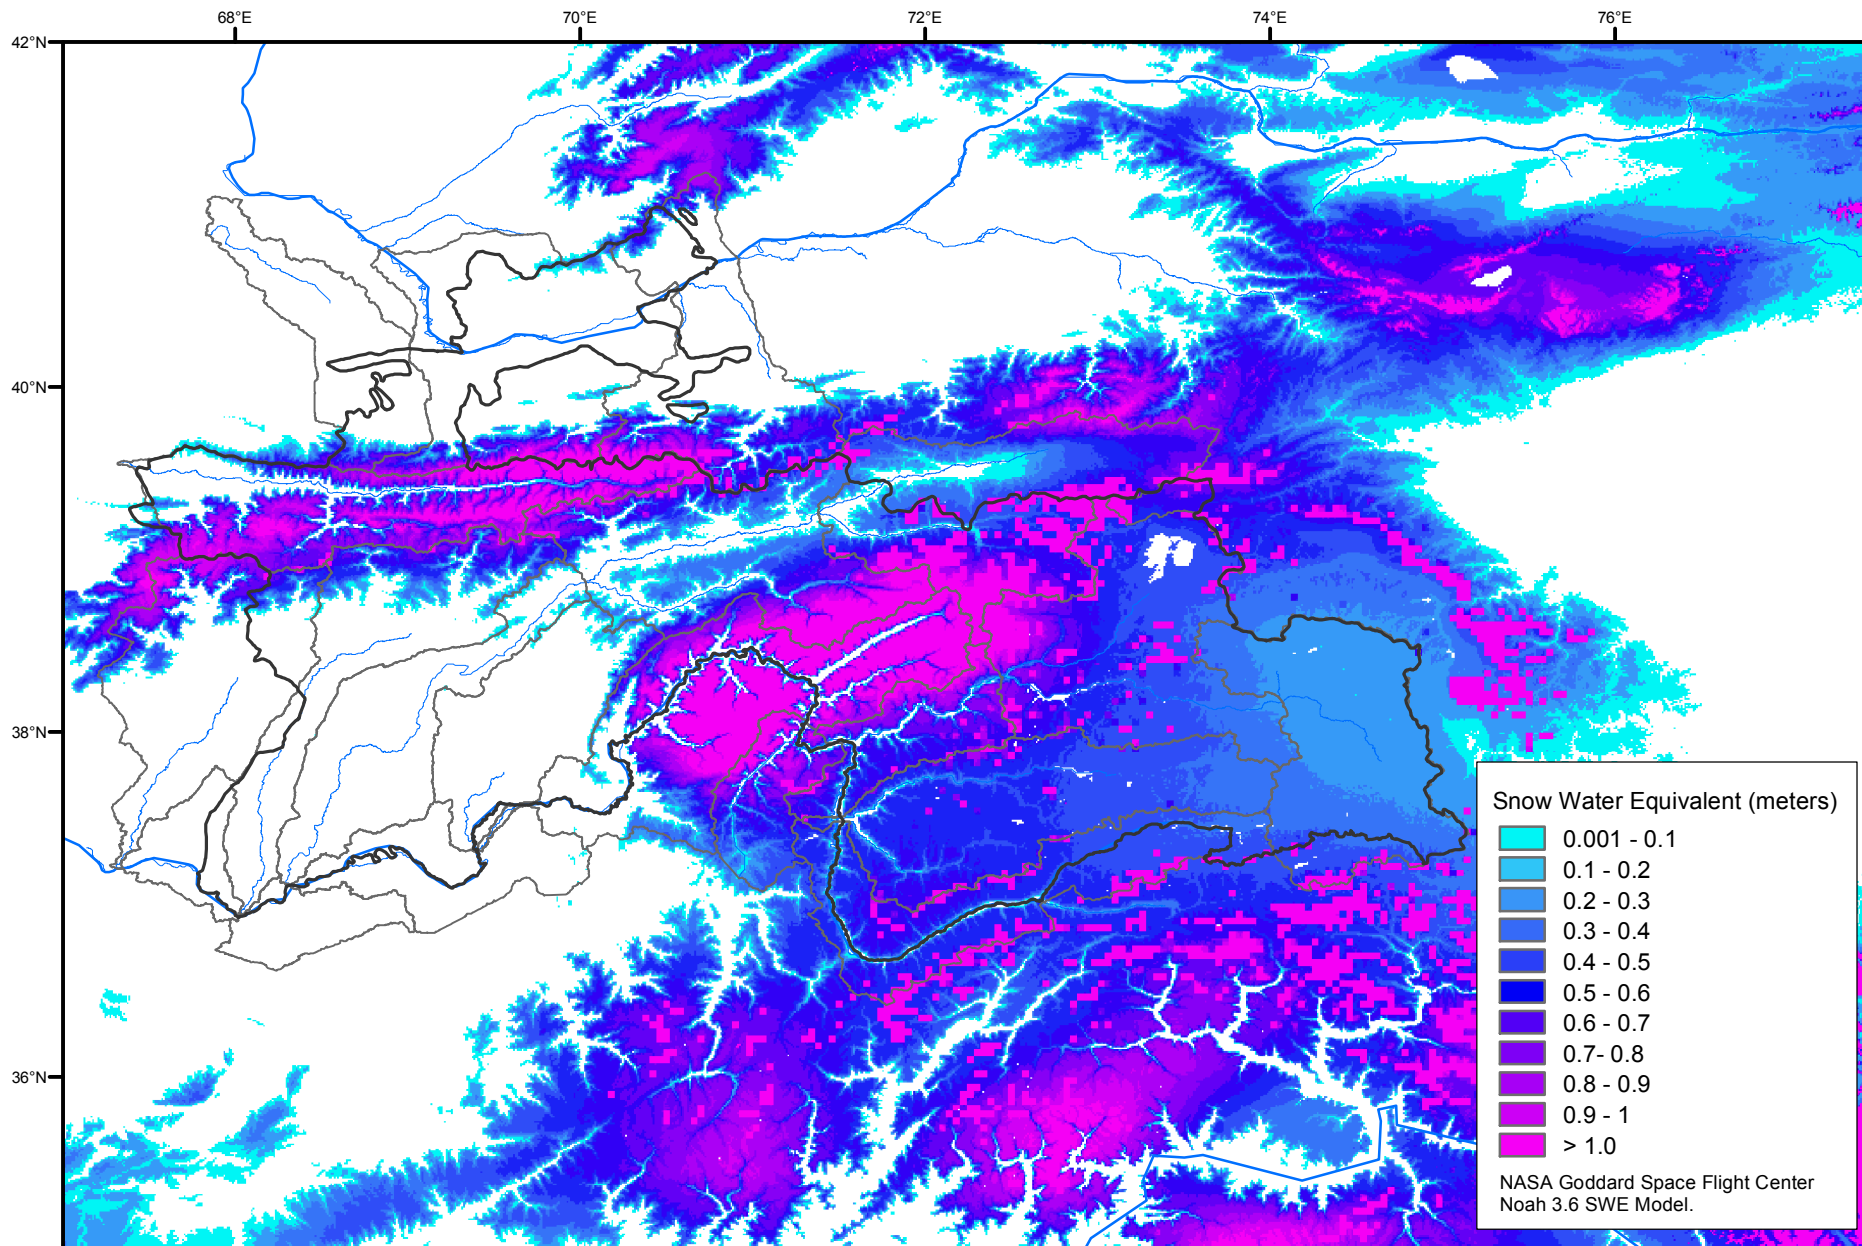 68°E
70°E
72°E
74°E
76°E
42°N
40°N
38°N
36°N
Snow Water Equivalent (meters)
0.001 - 0.1
0.1 - 0.2
0.2 - 0.3
0.3 - 0.4
0.4 - 0.5
0.5 - 0.6
0.6 - 0.7
0.7- 0.8
0.8 - 0.9
0.9 - 1
> 1.0
NASA Goddard Space Flight Center
Noah 3.6 SWE Model.